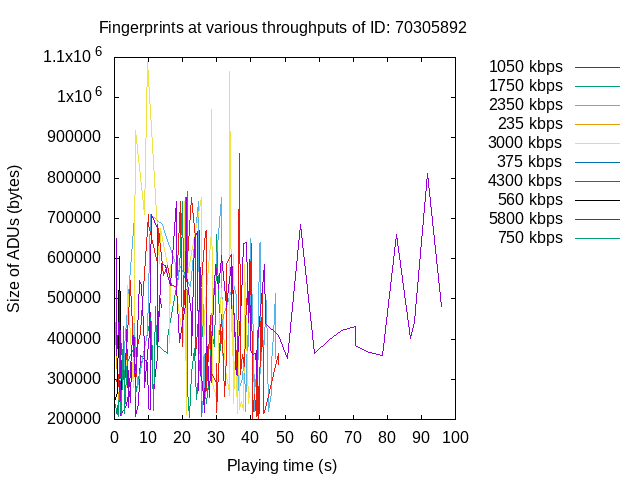 Fingerprints at various throughputs of ID: 70305892
1.1x10^6
1x10^6
900000
800000
700000
600000
500000
400000
300000
200000
Size of ADUs (bytes)
0 10 20 30 40 50 60 70 80 90 100
Playing time (s)
1050 kbps
1750 kbps
2350 kbps
235 kbps
3000 kbps
375 kbps
4300 kbps
560 kbps
5800 kbps
750 kbps